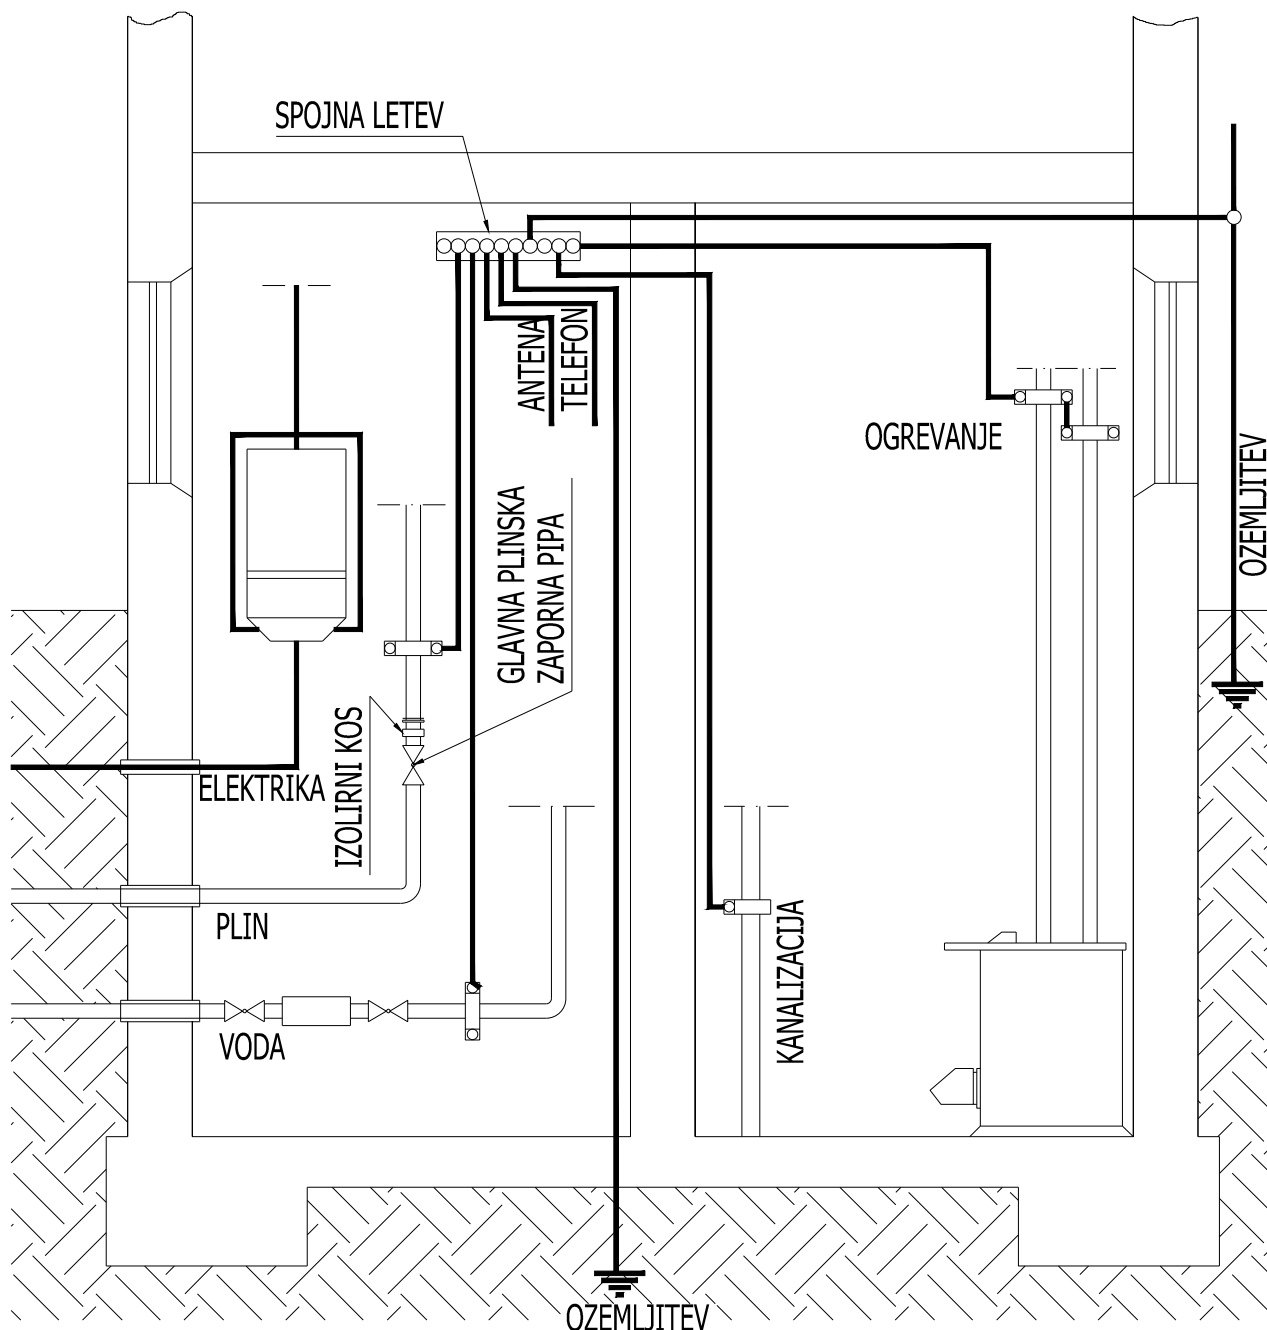 SPOJNA LETEV
ANTENA
TELEFON
OGREVANJE
OZEMLJITEV
GLAVNA PLINSKA
ZAPORNA PIPA
IZOLIRNI KOS
ELEKTRIKA
PLIN
KANALIZACIJA
VODA
OZEMLJITEV